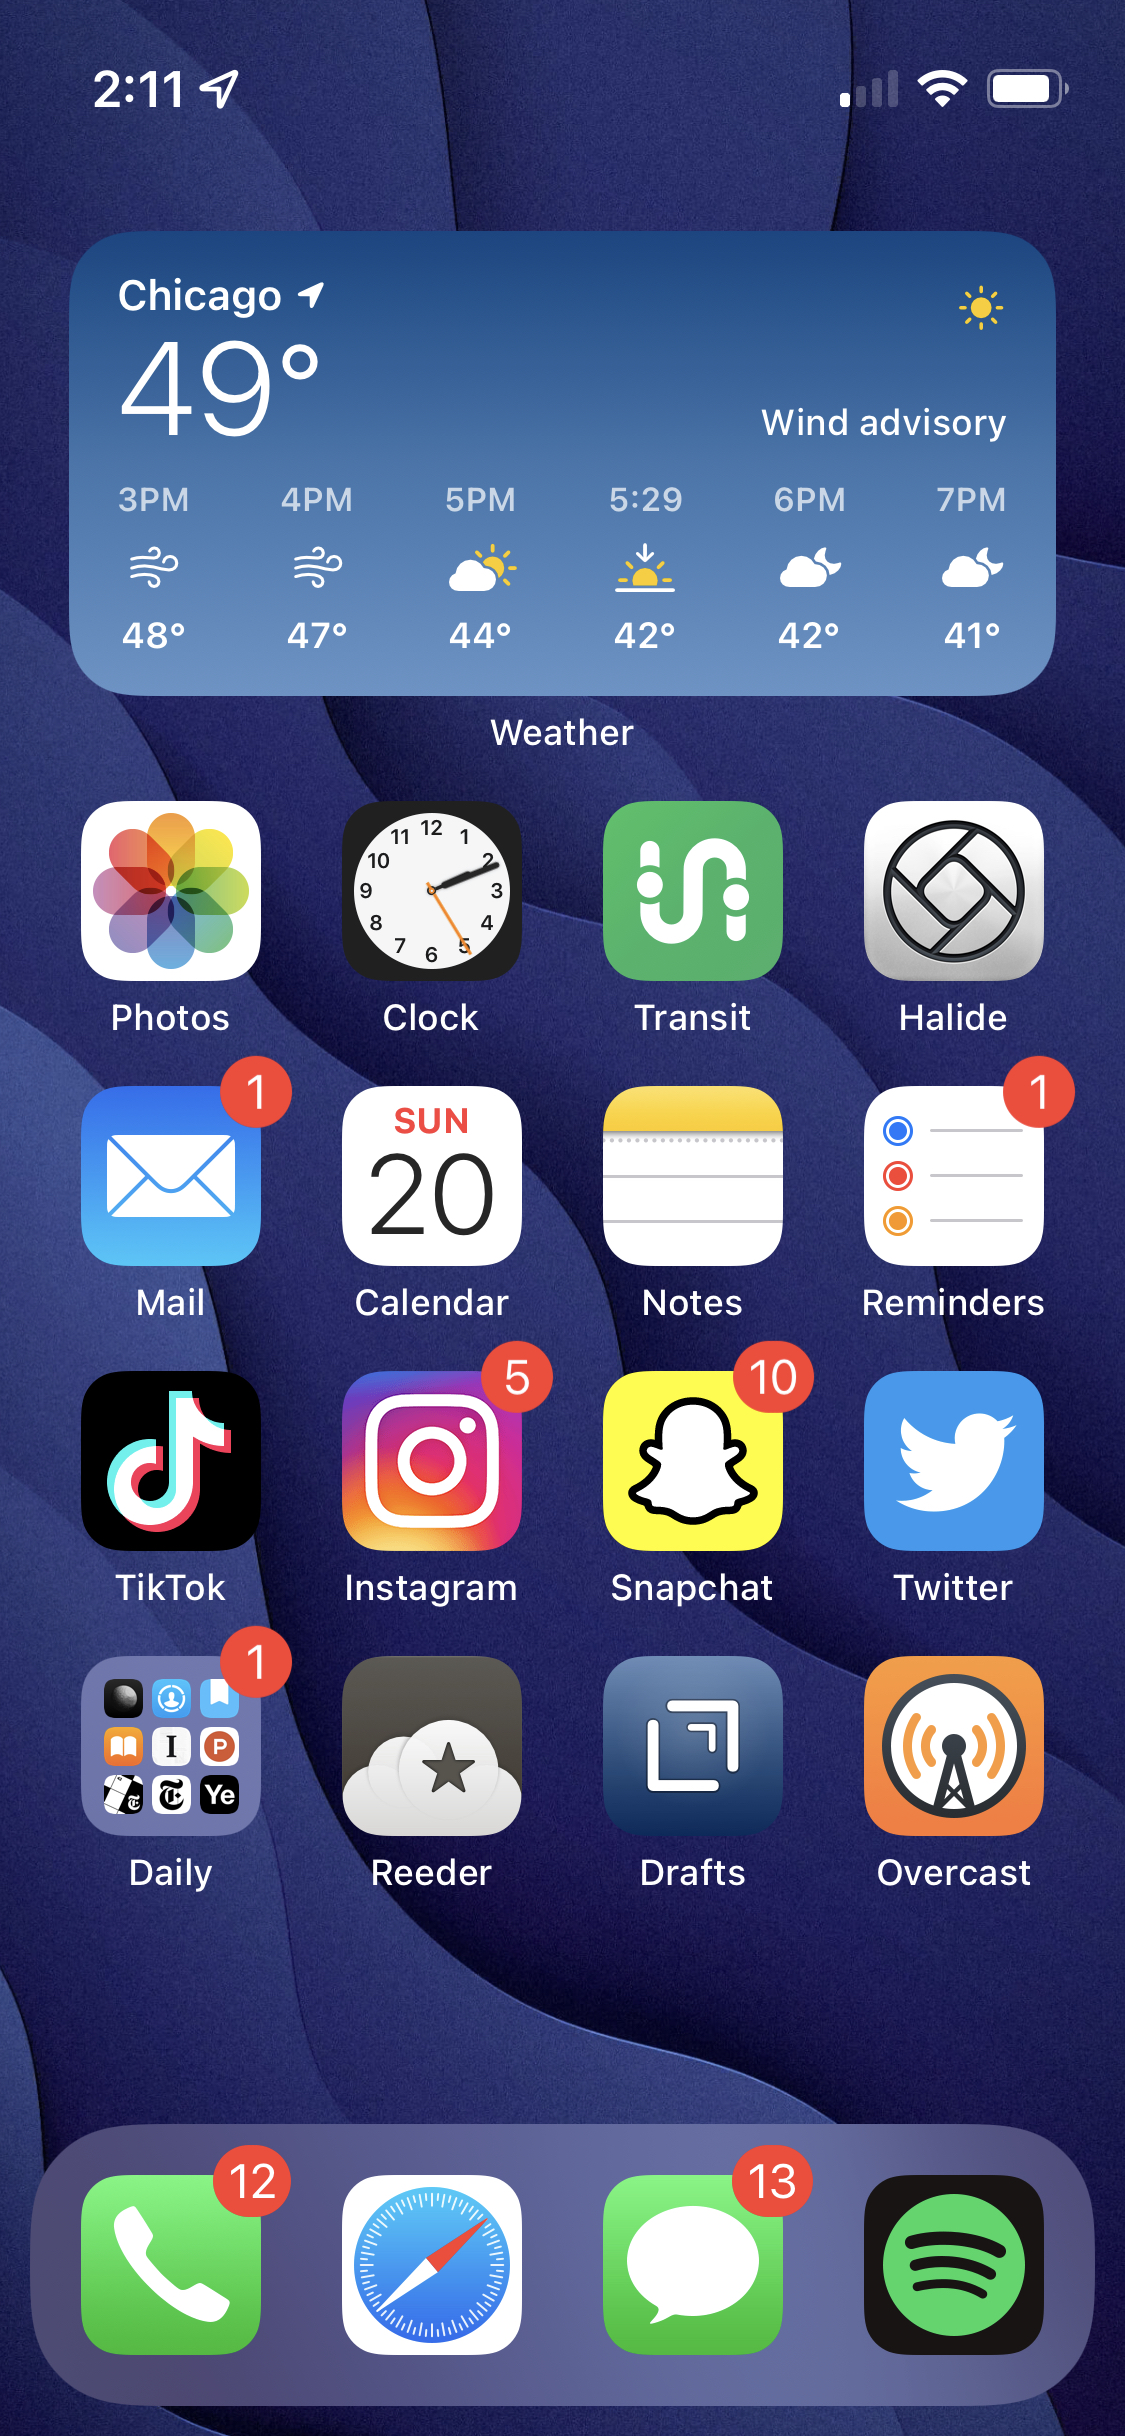 2:11
Chicago
49°
Wind advisory
3PM 4PM 5PM 5:29 6PM 7PM
48° 47° 44° 42° 42° 41°
Weather
12
11 1
10 2
9 3
8 4
7 5
6
Photos Clock Transit Halide
1 1
SUN
20
Mail Calendar Notes Reminders
5 10
TikTok Instagram Snapchat Twitter
1
I P
T Ye
Daily Reeder Drafts Overcast
12 13